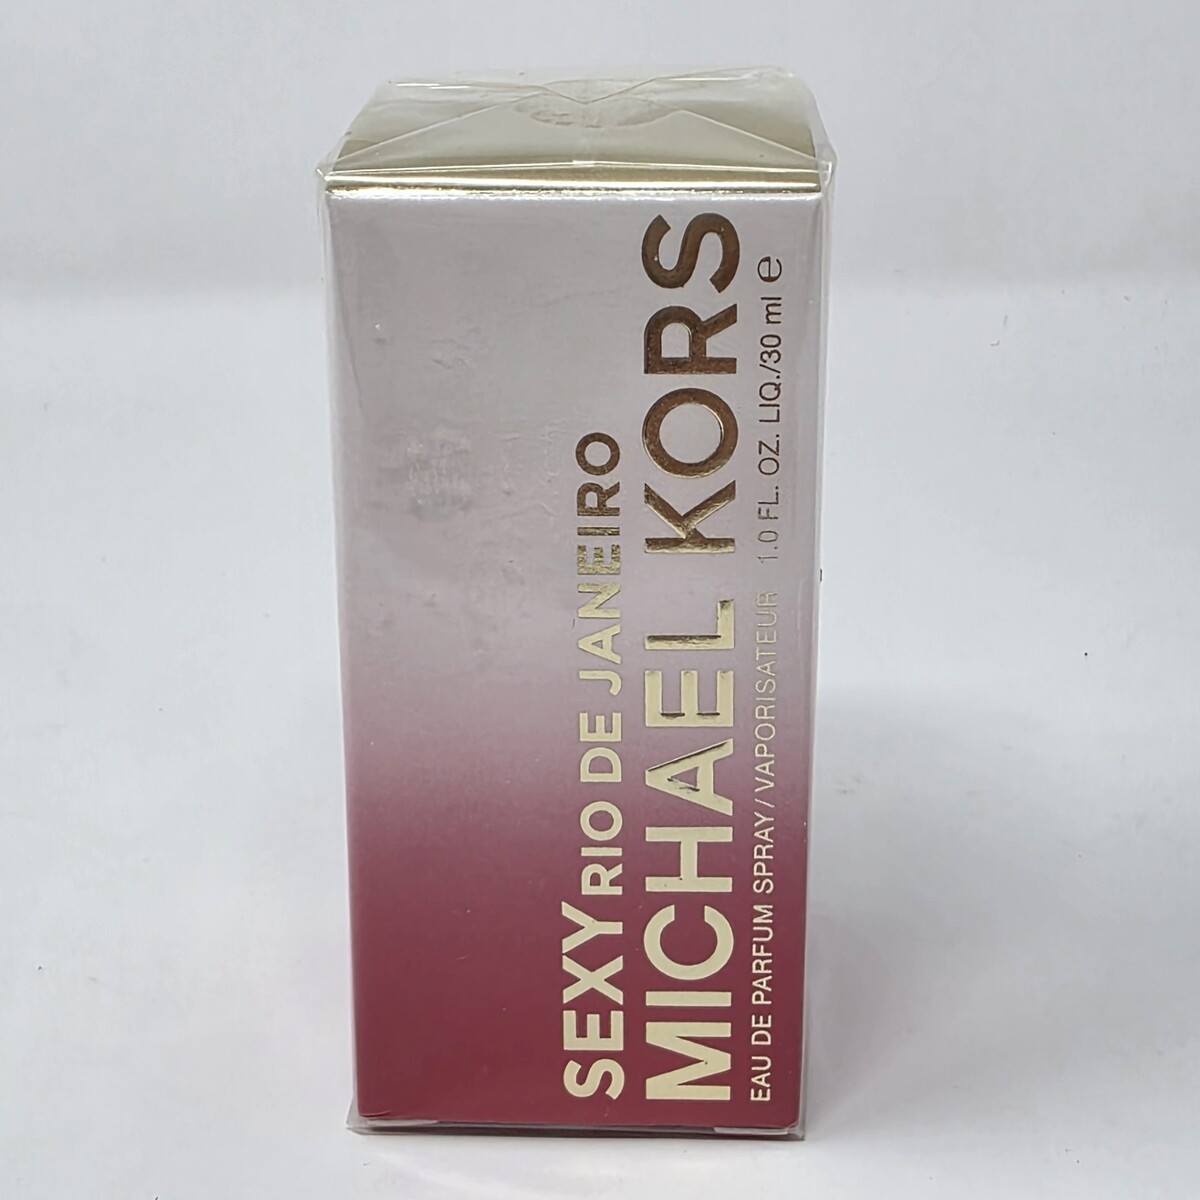 SEXY RIO DE JANEIRO
MICHAEL KORS
EAU DE PARFUM SPRAY / VAPORISATEUR 1.0 FL. OZ. LIQ./30 ml ℮